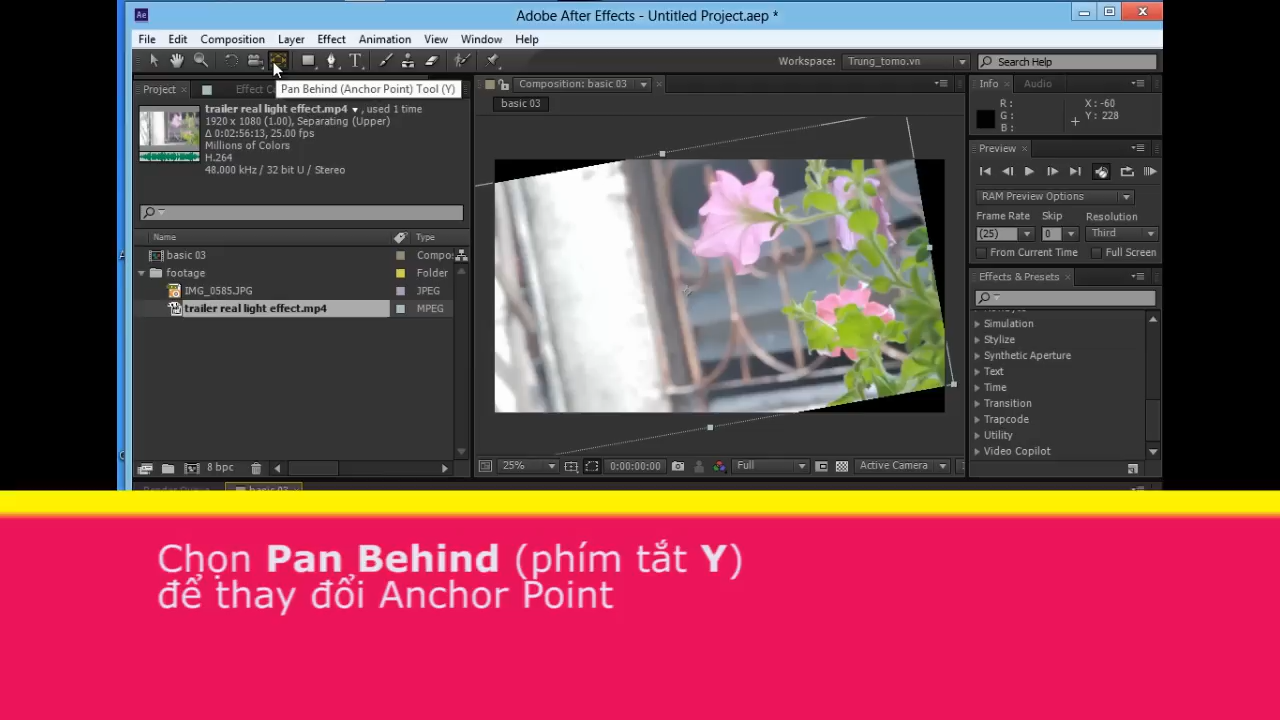 Adobe After Effects - Untitled Project.aep *
File Edit Composition Layer Effect Animation View Window Help
Workspace: Trung_tomo.vn Search Help
Pan Behind (Anchor Point) Tool (Y)
Project Effect Composition: basic 03 Info Audio
trailer real light effect.mp4 , used 1 time
1920 x 1080 (1.00), Separating (Upper)
Δ 0:02:56:13, 25.00 fps
Millions of Colors
H.264
48.000 kHz / 32 bit U / Stereo
basic 03
R:
G:
B:
X: -60
Y: 228
Preview
RAM Preview Options
Frame Rate Skip Resolution
(25) 0 Third
From Current Time Full Screen
Effects & Presets
Simulation
Stylize
Synthetic Aperture
Text
Time
Transition
Trapcode
Utility
Video Copilot
Name Type
basic 03 Compo
footage Folder
IMG_0585.JPG JPEG
trailer real light effect.mp4 MPEG
8 bpc
25% 0:00:00:00 Full Active Camera
basic 03
Chọn Pan Behind (phím tắt Y)
để thay đổi Anchor Point